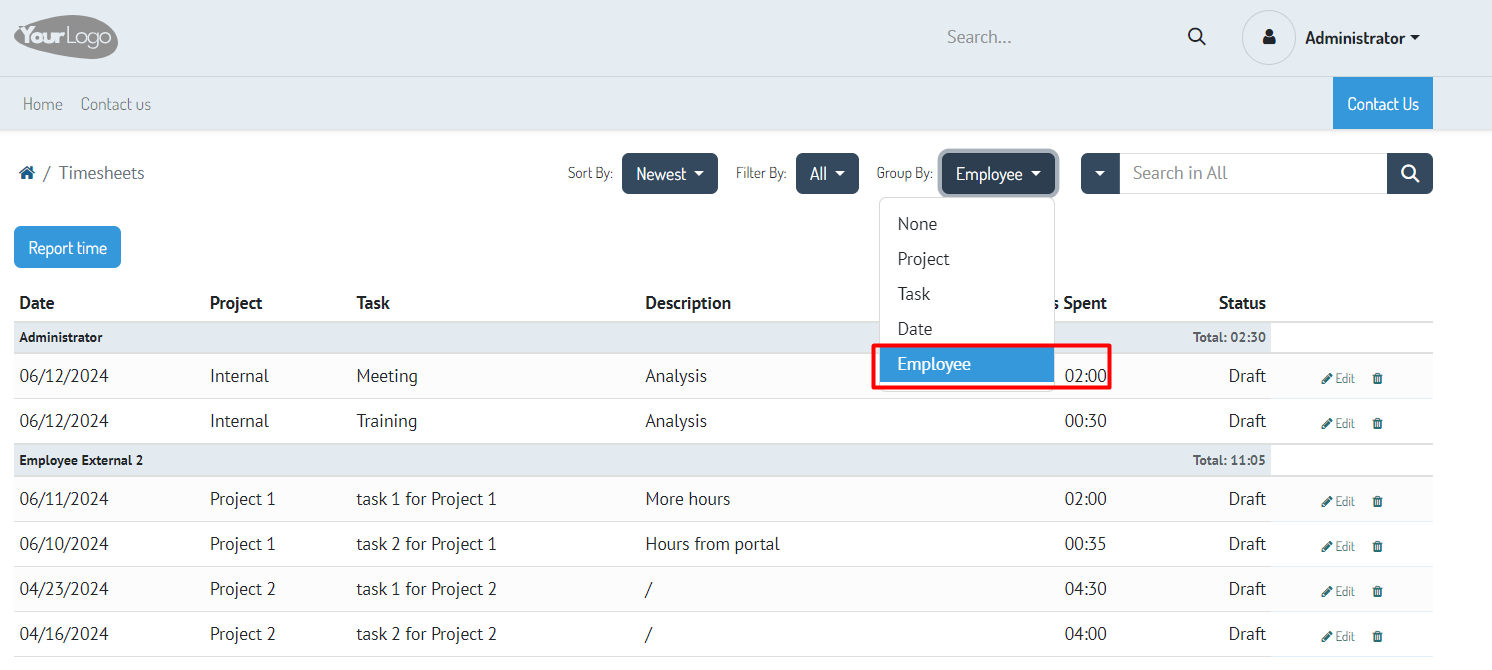 YourLogo
Search...
Administrator
Home Contact us
Contact Us
/ Timesheets
Sort By: Newest Filter By: All Group By: Employee
Search in All
None
Project
Task
Date
Employee
Report time
Date Project Task Description s Spent Status
Administrator Total: 02:30
06/12/2024 Internal Meeting Analysis 02:00 Draft Edit
06/12/2024 Internal Training Analysis 00:30 Draft Edit
Employee External 2 Total: 11:05
06/11/2024 Project 1 task 1 for Project 1 More hours 02:00 Draft Edit
06/10/2024 Project 1 task 2 for Project 1 Hours from portal 00:35 Draft Edit
04/23/2024 Project 2 task 1 for Project 2 / 04:30 Draft Edit
04/16/2024 Project 2 task 2 for Project 2 / 04:00 Draft Edit